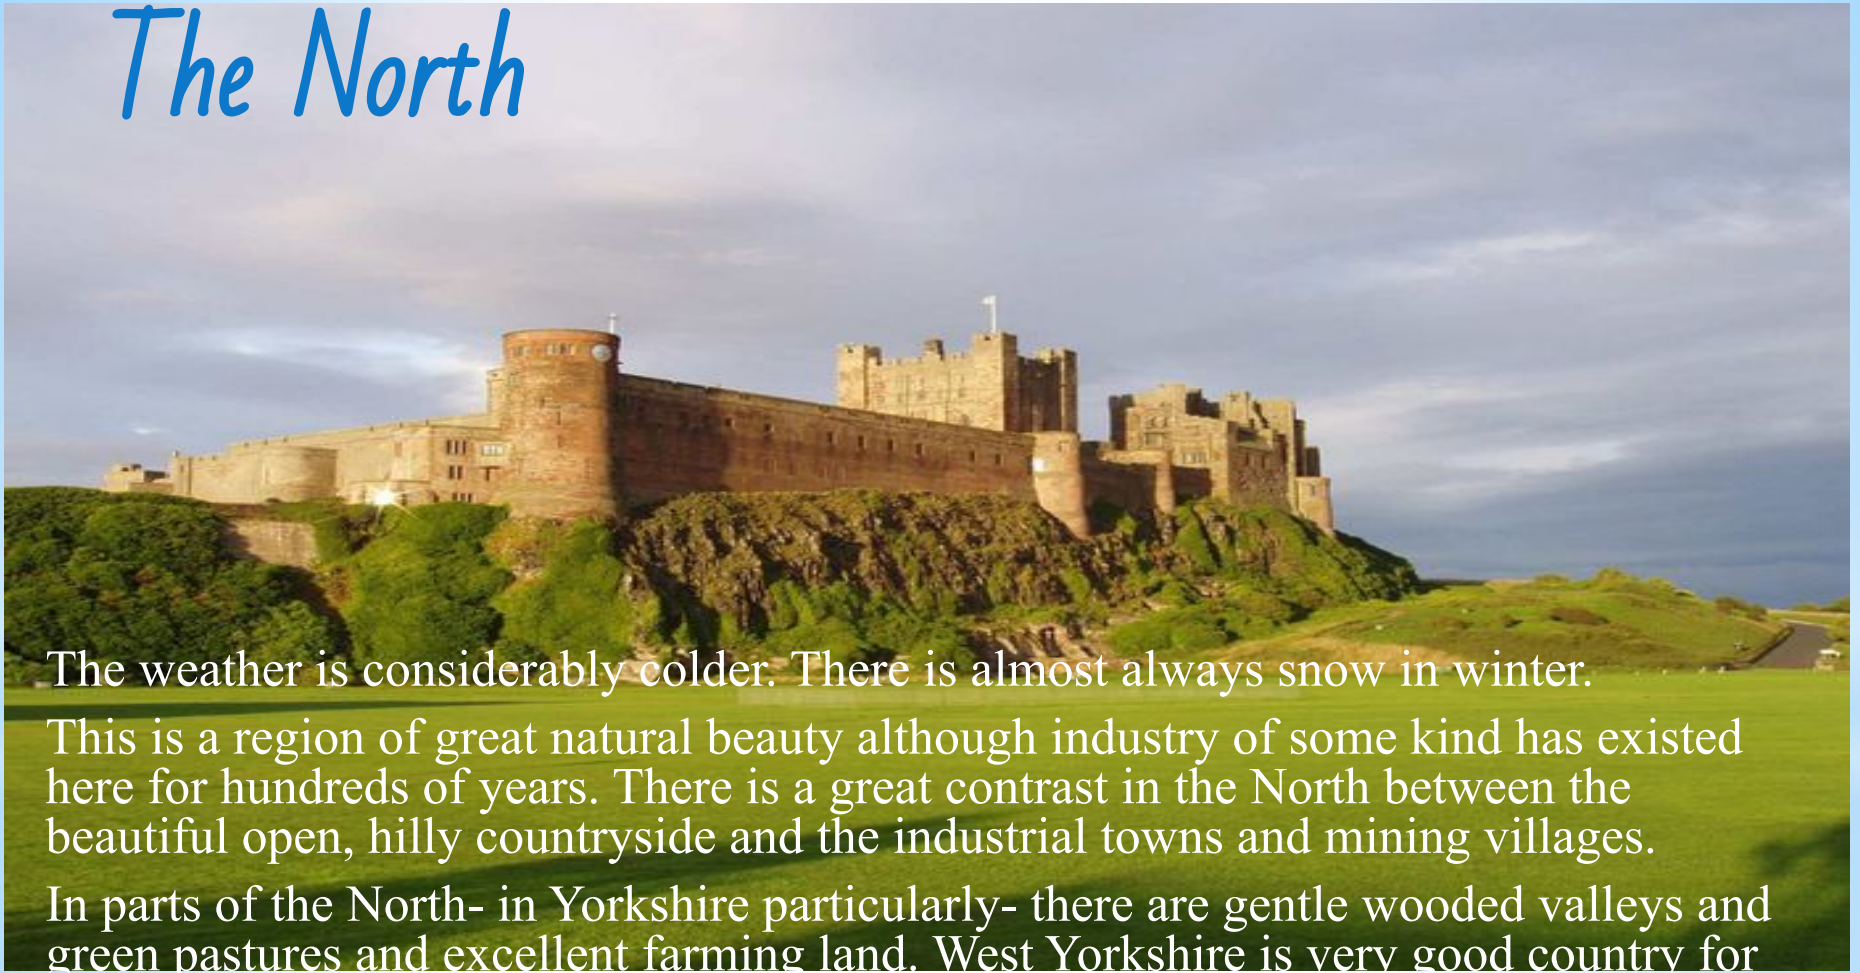 The North
The weather is considerably colder. There is almost always snow in winter.
This is a region of great natural beauty although industry of some kind has existed
here for hundreds of years. There is a great contrast in the North between the
beautiful open, hilly countryside and the industrial towns and mining villages.
In parts of the North- in Yorkshire particularly- there are gentle wooded valleys and
green pastures and excellent farming land. West Yorkshire is very good country for